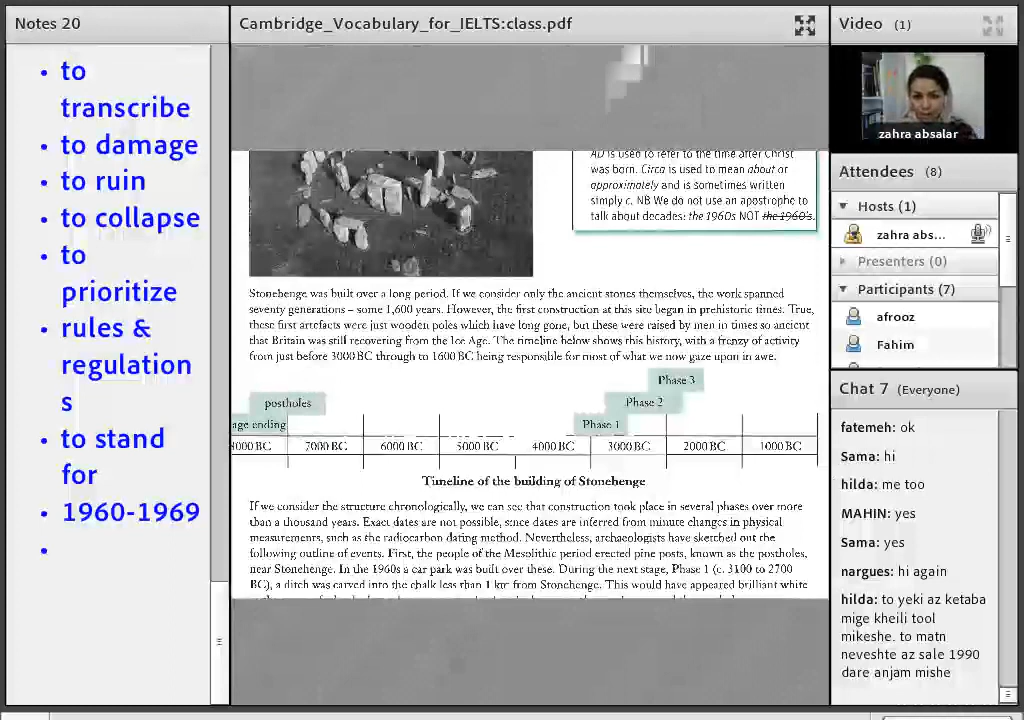 Notes 20
• to
transcribe
• to damage
• to ruin
• to collapse
• to
prioritize
• rules &
regulation
s
• to stand
for
• 1960-1969
•
Cambridge_Vocabulary_for_IELTS:class.pdf
AD is used to refer to the time after Christ
was born. Circa is used to mean about or
approximately and is sometimes written
simply c. NB We do not use an apostrophe to
talk about decades: the 1960s NOT the 1960's.
Stonehenge was built over a long period. If we consider only the ancient stones themselves, the work spanned
seventy generations – some 1,600 years. However, the first construction at this site began in prehistoric times. True,
these first artefacts were just wooden poles which have long gone, but these were raised by men in times so ancient
that Britain was still recovering from the Ice Age. The timeline below shows this history, with a frenzy of activity
from just before 3000 BC through to 1600 BC being responsible for most of what we now gaze upon in awe.
Phase 3
postholes
Phase 2
age ending
Phase 1
8000 BC 7000 BC 6000 BC 5000 BC 4000 BC 3000 BC 2000 BC 1000 BC
Timeline of the building of Stonehenge
If we consider the structure chronologically, we can see that construction took place in several phases over more
than a thousand years. Exact dates are not possible, since dates are inferred from minute changes in physical
measurements, such as the radiocarbon dating method. Nevertheless, archaeologists have sketched out the
following outline of events. First, the people of the Mesolithic period erected pine posts, known as the postholes,
near Stonehenge. In the 1960s a car park was built over these. During the next stage, Phase 1 (c. 3100 to 2700
BC), a ditch was carved into the chalk less than 1 km from Stonehenge. This would have appeared brilliant white
Video (1)
zahra absalar
Attendees (8)
Hosts (1)
zahra abs...
Presenters (0)
Participants (7)
afrooz
Fahim
Chat 7 (Everyone)
fatemeh: ok
Sama: hi
hilda: me too
MAHIN: yes
Sama: yes
nargues: hi again
hilda: to yeki az ketaba
mige kheili tool
mikeshe. to matn
neveshte az sale 1990
dare anjam mishe